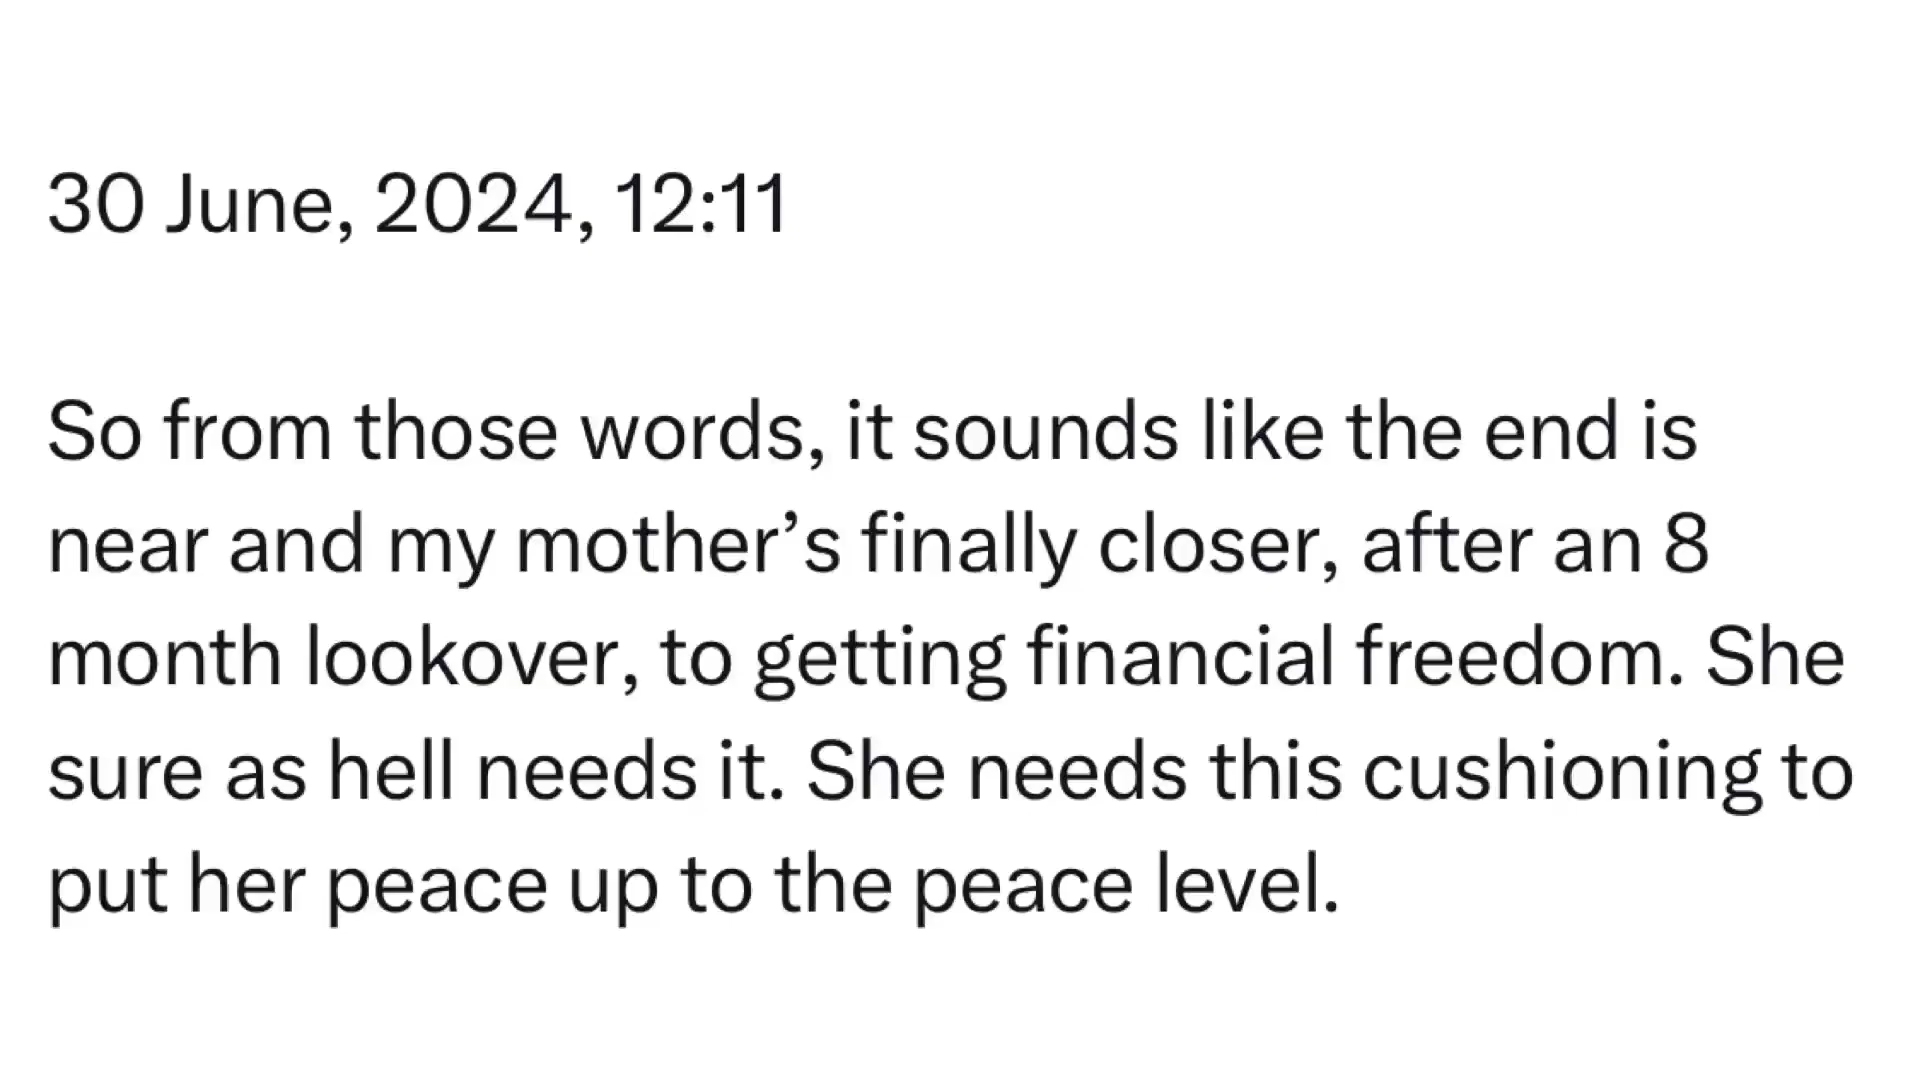 30 June, 2024, 12:11
So from those words, it sounds like the end is
near and my mother’s finally closer, after an 8
month lookover, to getting financial freedom. She
sure as hell needs it. She needs this cushioning to
put her peace up to the peace level.